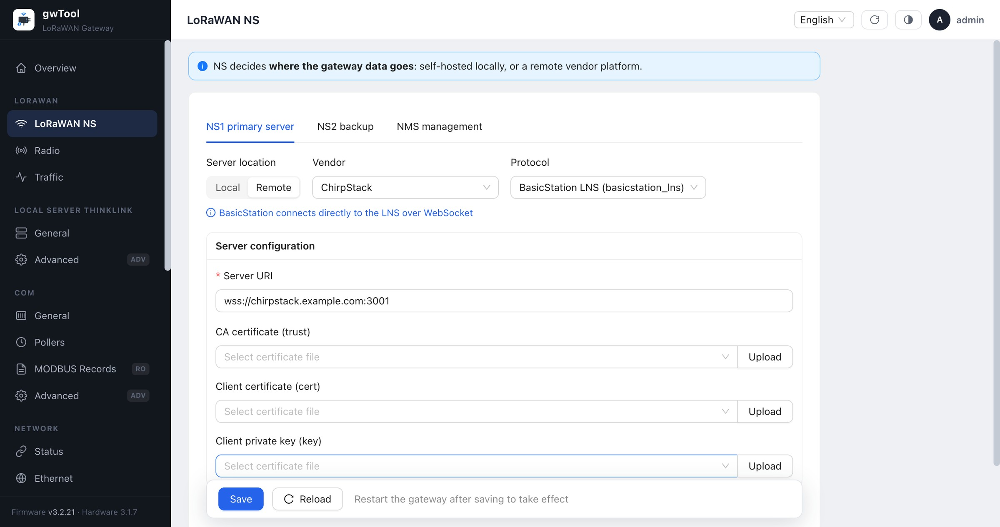 gwTool
LoRaWAN Gateway
LoRaWAN NS
English
A
admin
Overview
LORAWAN
LoRaWAN NS
Radio
Traffic
LOCAL SERVER THINKLINK
General
Advanced ADV
COM
General
Pollers
MODBUS Records RO
Advanced ADV
NETWORK
Status
Ethernet
Firmware v3.2.21 · Hardware 3.1.7
NS decides where the gateway data goes: self-hosted locally, or a remote vendor platform.
NS1 primary server NS2 backup NMS management
Server location Vendor Protocol
Local Remote ChirpStack BasicStation LNS (basicstation_lns)
BasicStation connects directly to the LNS over WebSocket
Server configuration
* Server URI
wss://chirpstack.example.com:3001
CA certificate (trust)
Select certificate file Upload
Client certificate (cert)
Select certificate file Upload
Client private key (key)
Select certificate file Upload
Save Reload Restart the gateway after saving to take effect